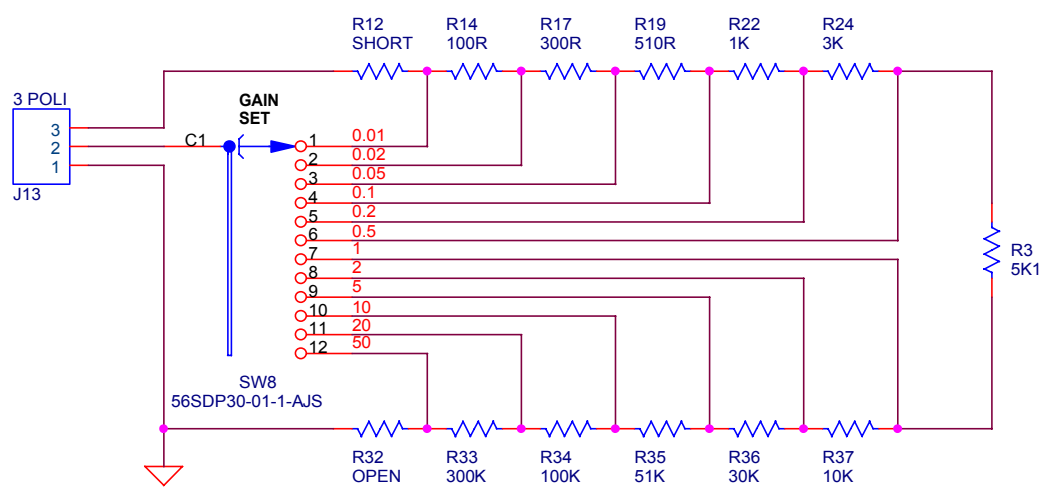 R12 R14 R17 R19 R22 R24
SHORT 100R 300R 510R 1K 3K
3 POLI
GAIN
SET
3
2
1
J13
C1
1 0.01
2 0.02
3 0.05
4 0.1
5 0.2
6 0.5
7 1
8 2
9 5
10 10
11 20
12 50
R3
5K1
SW8
56SDP30-01-1-AJS
R32 R33 R34 R35 R36 R37
OPEN 300K 100K 51K 30K 10K